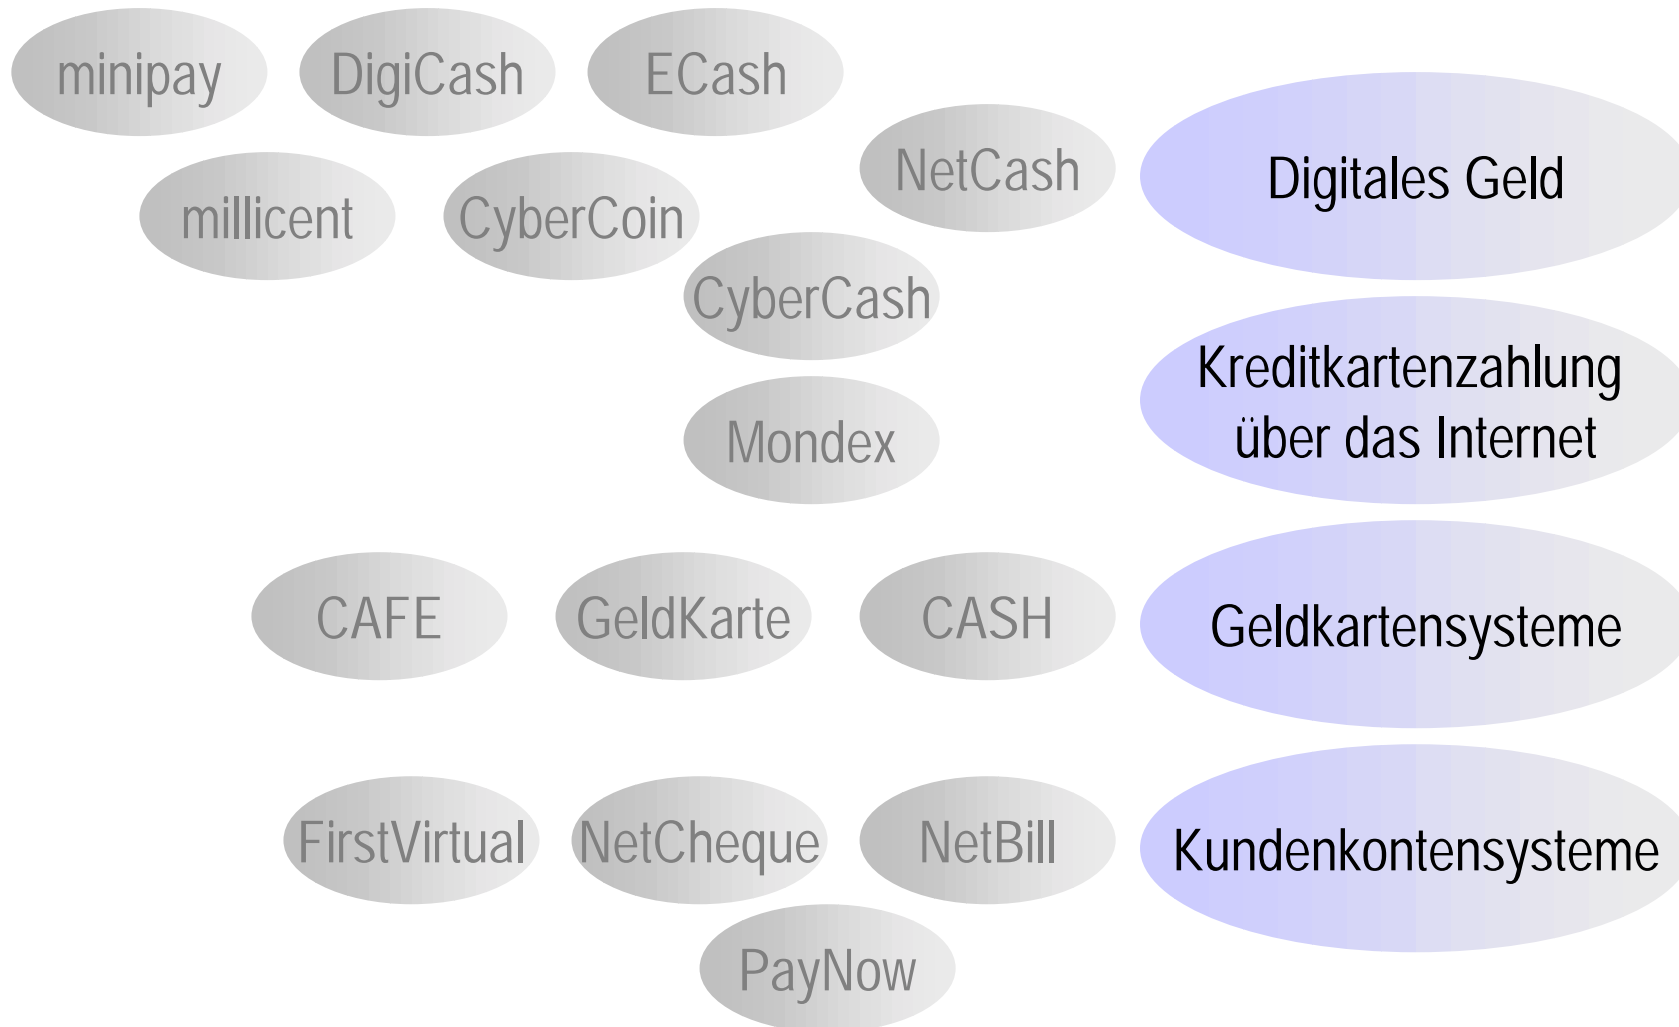 minipay
DigiCash
ECash
NetCash
Digitales Geld
millicent
CyberCoin
CyberCash
Kreditkartenzahlung
über das Internet
Mondex
CAFE
GeldKarte
CASH
Geldkartensysteme
FirstVirtual
NetCheque
NetBill
Kundenkontensysteme
PayNow